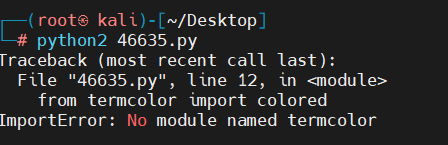 ┌──(root㉿ kali)-[~/Desktop]
└─# python2 46635.py
Traceback (most recent call last):
  File "46635.py", line 12, in <module>
    from termcolor import colored
ImportError: No module named termcolor